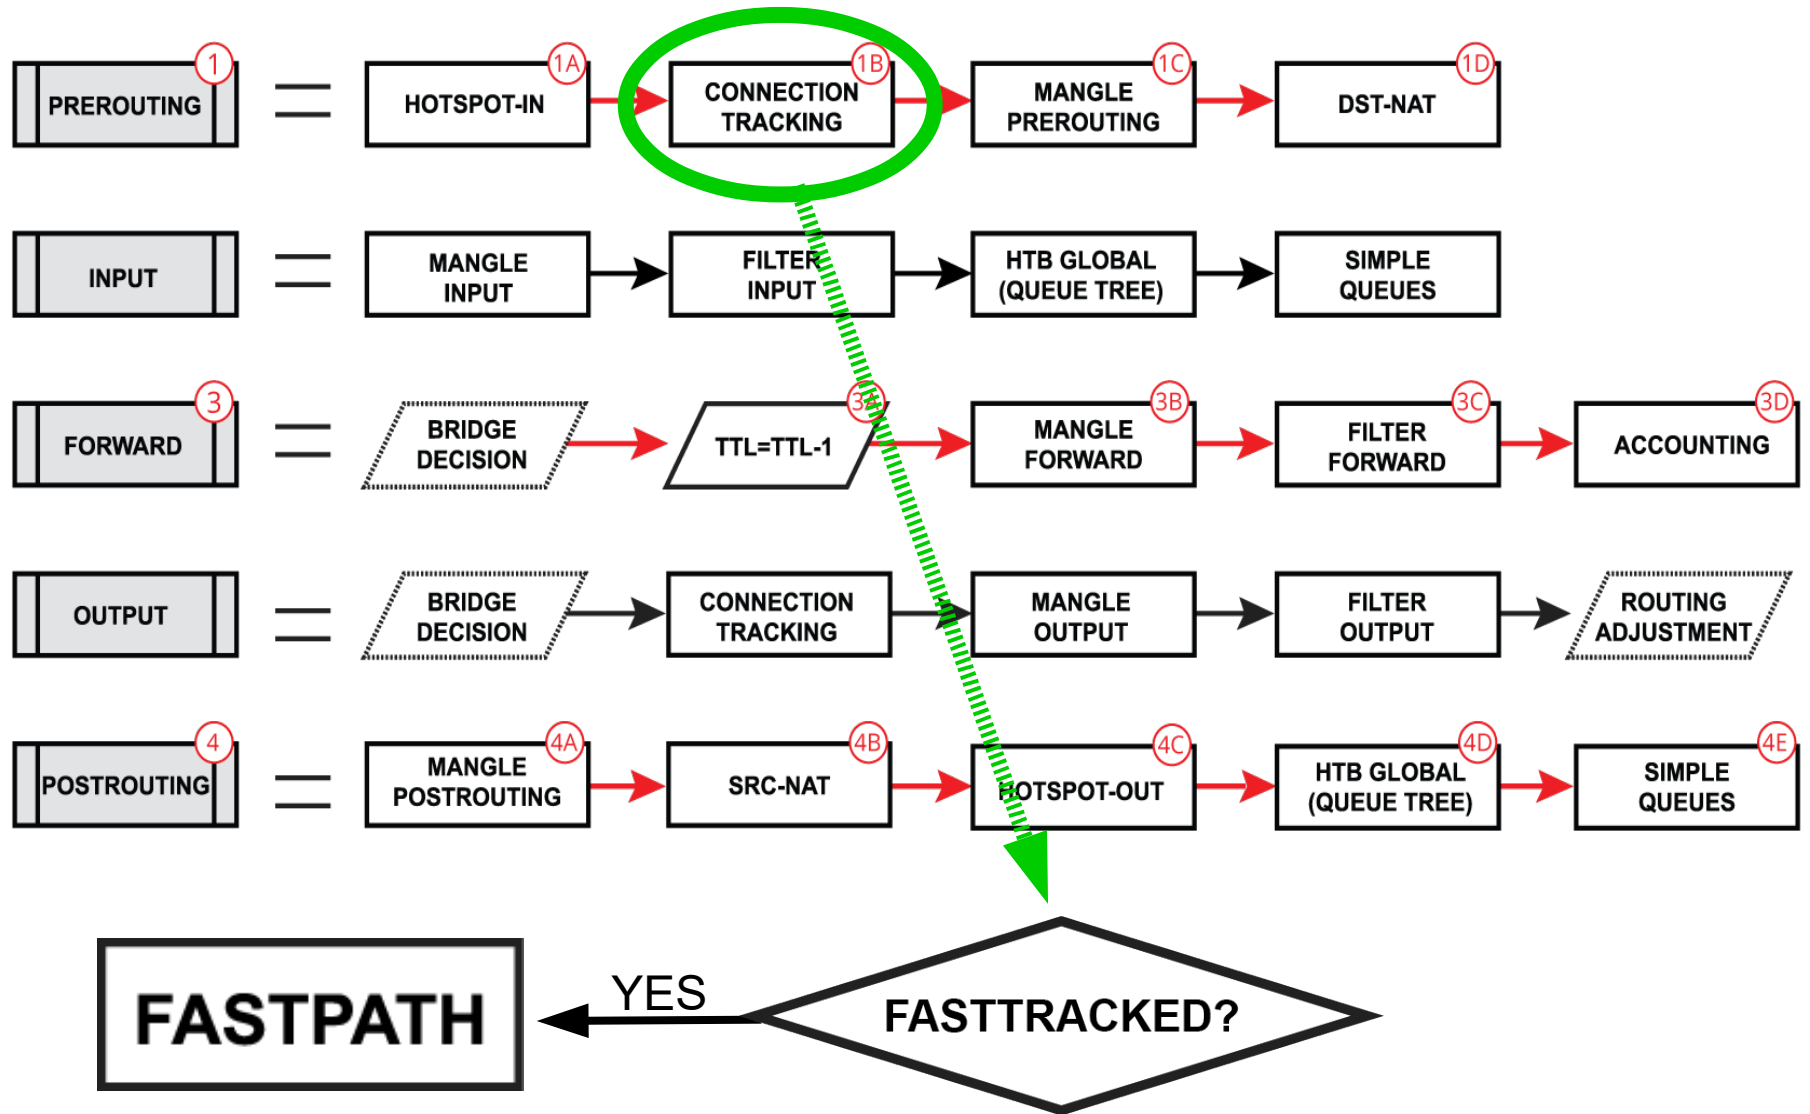 PREROUTING
1
HOTSPOT-IN
1A
CONNECTION
TRACKING
1B
MANGLE
PREROUTING
1C
DST-NAT
1D
INPUT
MANGLE
INPUT
FILTER
INPUT
HTB GLOBAL
(QUEUE TREE)
SIMPLE
QUEUES
FORWARD
3
BRIDGE
DECISION
TTL=TTL-1
3A
MANGLE
FORWARD
3B
FILTER
FORWARD
3C
ACCOUNTING
3D
OUTPUT
BRIDGE
DECISION
CONNECTION
TRACKING
MANGLE
OUTPUT
FILTER
OUTPUT
ROUTING
ADJUSTMENT
POSTROUTING
4
MANGLE
POSTROUTING
4A
SRC-NAT
4B
HOTSPOT-OUT
4C
HTB GLOBAL
(QUEUE TREE)
4D
SIMPLE
QUEUES
4E
FASTPATH
YES
FASTTRACKED?